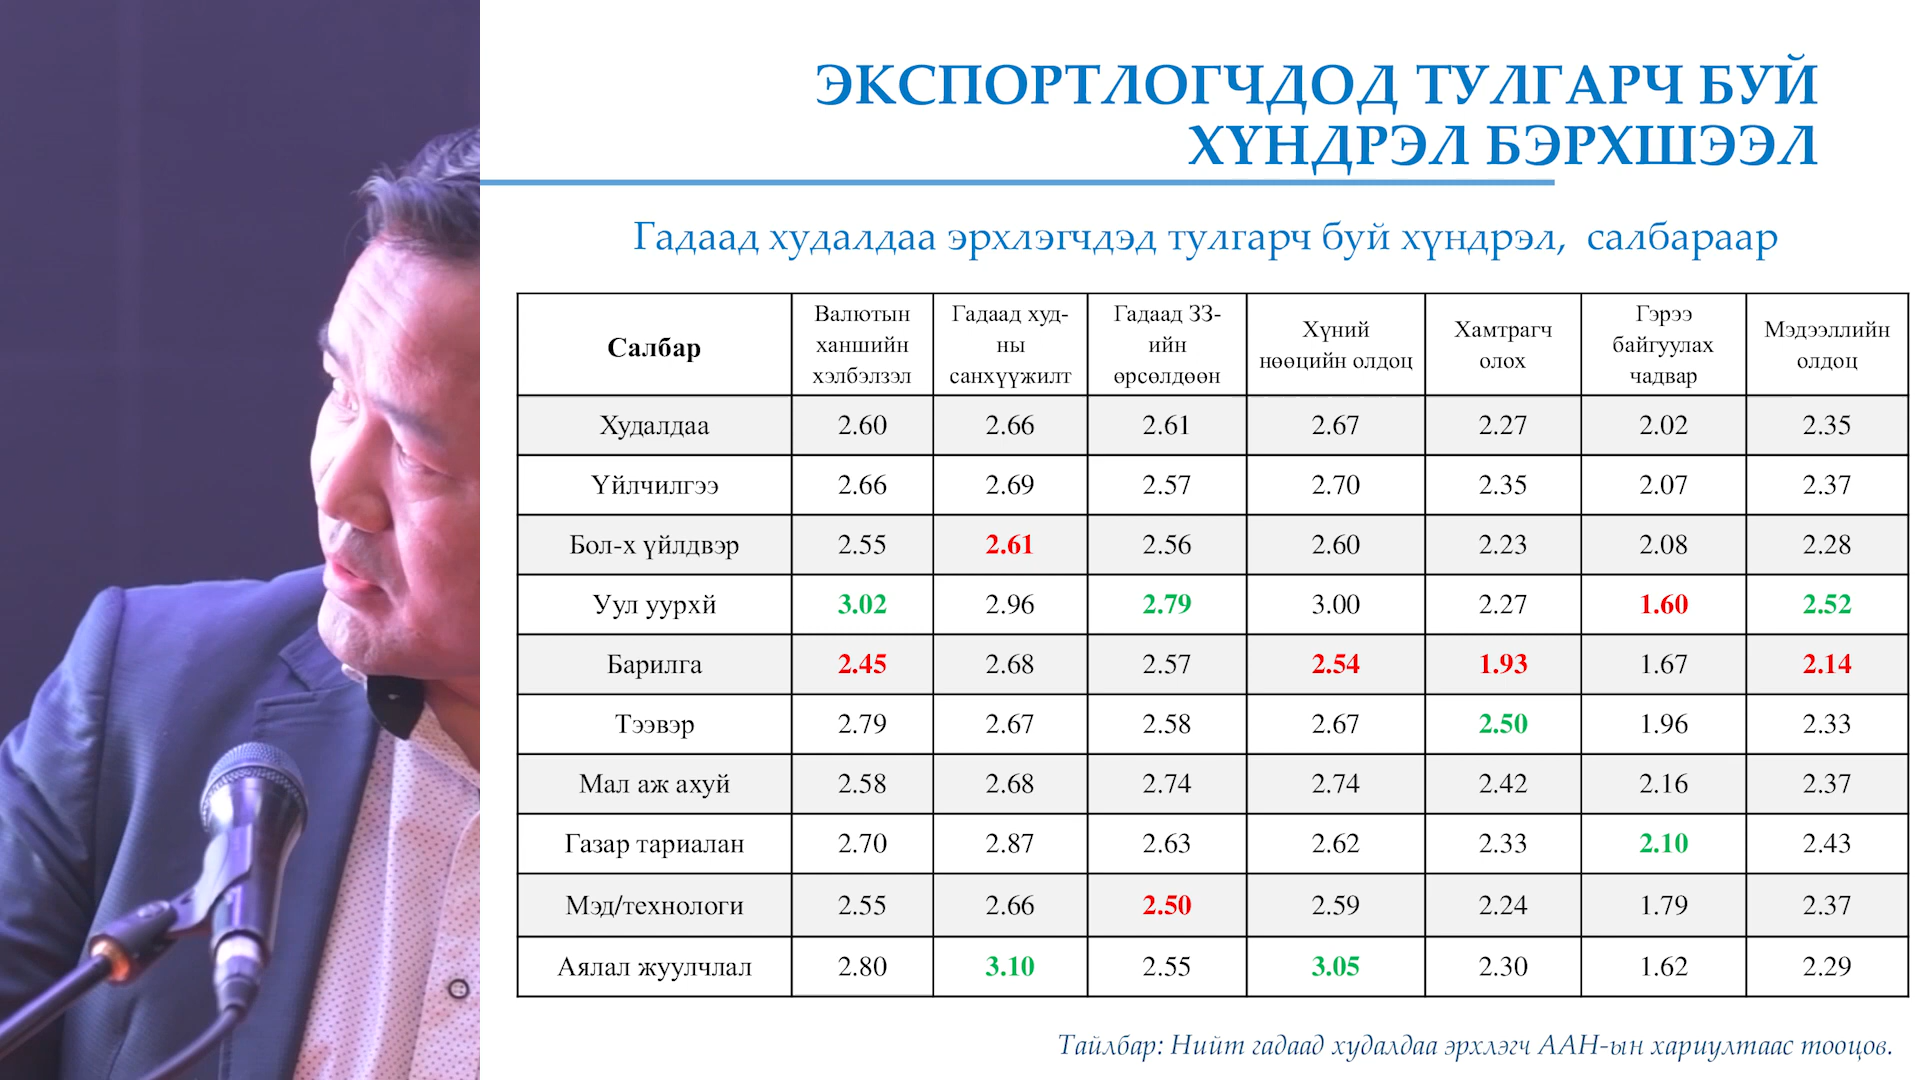 ЭКСПОРТЛОГЧДОД ТУЛГАРЧ БУЙ
ХҮНДРЭЛ БЭРХШЭЭЛ
Гадаад худалдаа эрхлэгчдэд тулгарч буй хүндрэл, салбараар
Салбар Валютын ханшийн хэлбэлзэл Гадаад худ-ны санхүүжилт Гадаад ЗЗ-ийн өрсөлдөөн Хүний нөөцийн олдоц Хамтрагч олох Гэрээ байгуулах чадвар Мэдээллийн олдоц
Худалдаа 2.60 2.66 2.61 2.67 2.27 2.02 2.35
Үйлчилгээ 2.66 2.69 2.57 2.70 2.35 2.07 2.37
Бол-х үйлдвэр 2.55 2.61 2.56 2.60 2.23 2.08 2.28
Уул уурхй 3.02 2.96 2.79 3.00 2.27 1.60 2.52
Барилга 2.45 2.68 2.57 2.54 1.93 1.67 2.14
Тээвэр 2.79 2.67 2.58 2.67 2.50 1.96 2.33
Мал аж ахуй 2.58 2.68 2.74 2.74 2.42 2.16 2.37
Газар тариалан 2.70 2.87 2.63 2.62 2.33 2.10 2.43
Мэд/технологи 2.55 2.66 2.50 2.59 2.24 1.79 2.37
Аялал жуулчлал 2.80 3.10 2.55 3.05 2.30 1.62 2.29
Тайлбар: Нийт гадаад худалдаа эрхлэгч ААН-ын хариултаас тооцов.